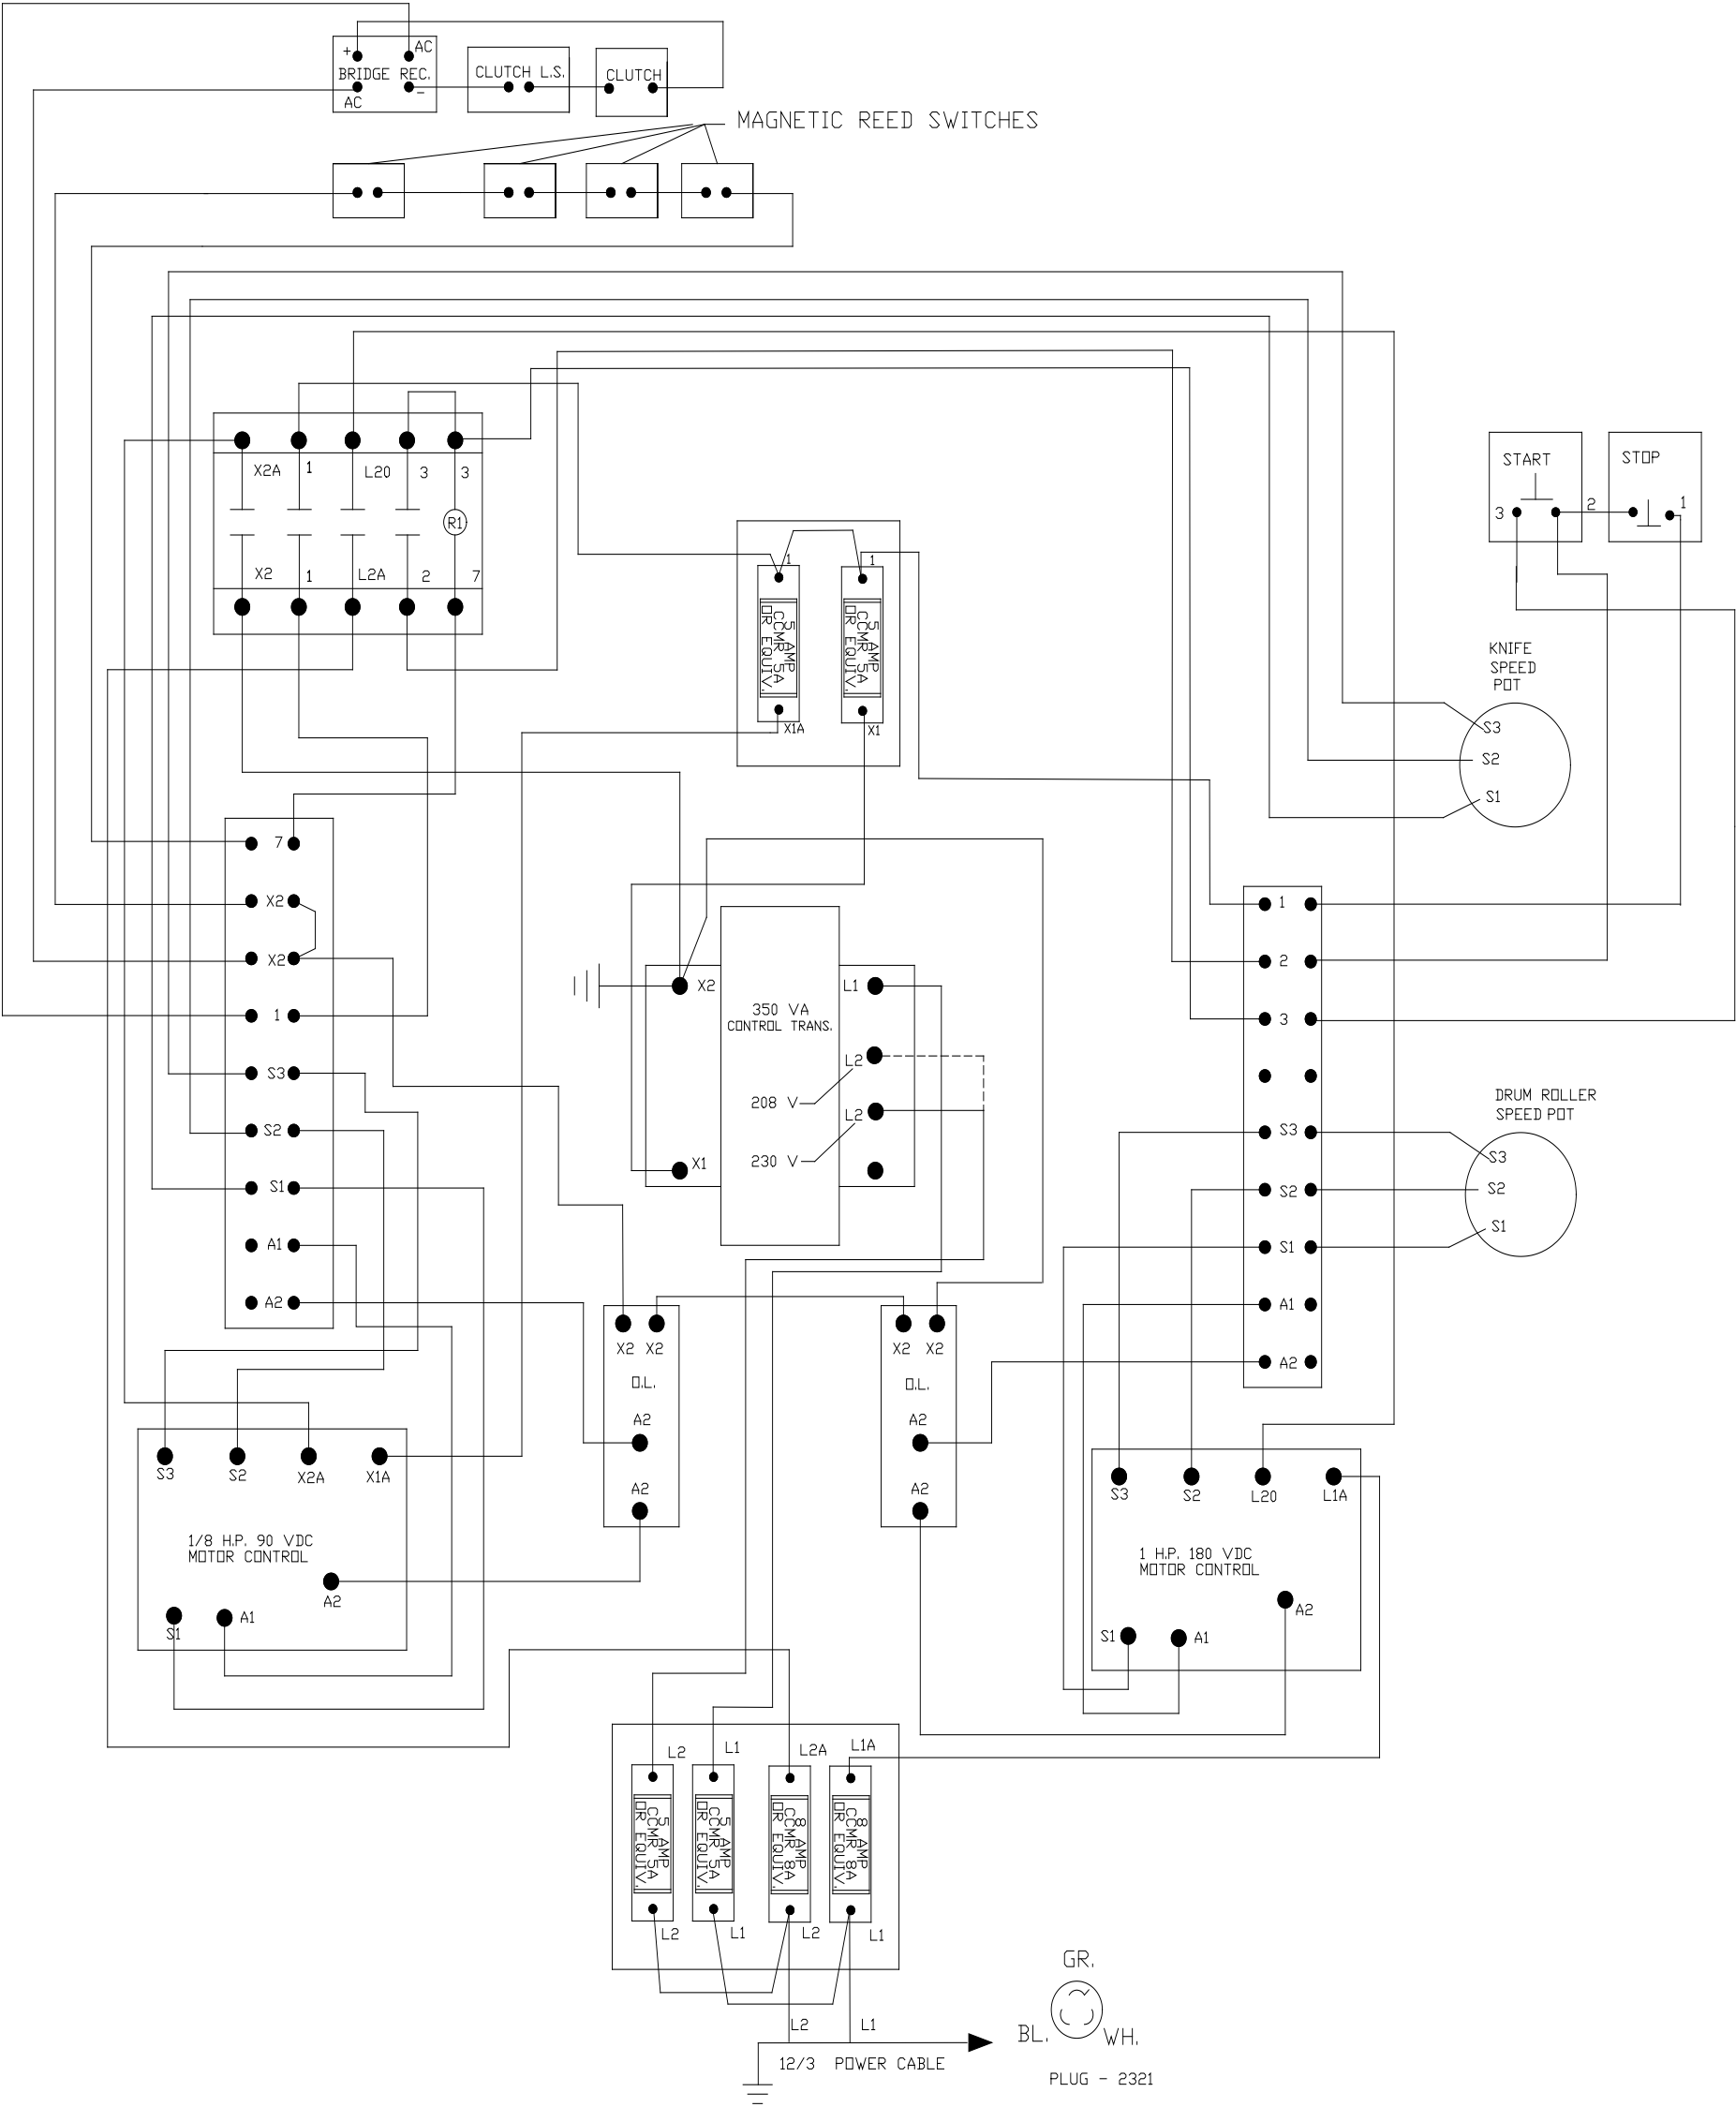 + AC
BRIDGE REC.
AC -
CLUTCH L.S.
CLUTCH
MAGNETIC REED SWITCHES
X2A 1 L20 3 3
R1
X2 1 L2A 2 7
START
3 2
STOP
1
1 1
5 AMP
CCMR 5A
OR EQUIV.
5 AMP
CCMR 5A
OR EQUIV.
X1A X1
KNIFE
SPEED
POT
S3
S2
S1
7
X2
X2
1
S3
S2
S1
A1
A2
X2 L1
350 VA
CONTROL TRANS.
L2
208 V
L2
230 V
X1
1
2
3
S3
S2
S1
A1
A2
DRUM ROLLER
SPEED POT
S3
S2
S1
X2 X2
O.L.
A2
A2
X2 X2
O.L.
A2
A2
S3 S2 X2A X1A
1/8 H.P. 90 VDC
MOTOR CONTROL
A2
S1 A1
S3 S2 L20 L1A
1 H.P. 180 VDC
MOTOR CONTROL
A2
S1 A1
L2 L1 L2A L1A
5 AMP
CCMR 5A
OR EQUIV.
5 AMP
CCMR 5A
OR EQUIV.
8 AMP
CCMR 8A
OR EQUIV.
8 AMP
CCMR 8A
OR EQUIV.
L2 L1 L2 L1
L2 L1
12/3 POWER CABLE
GR.
BL. WH.
PLUG - 2321